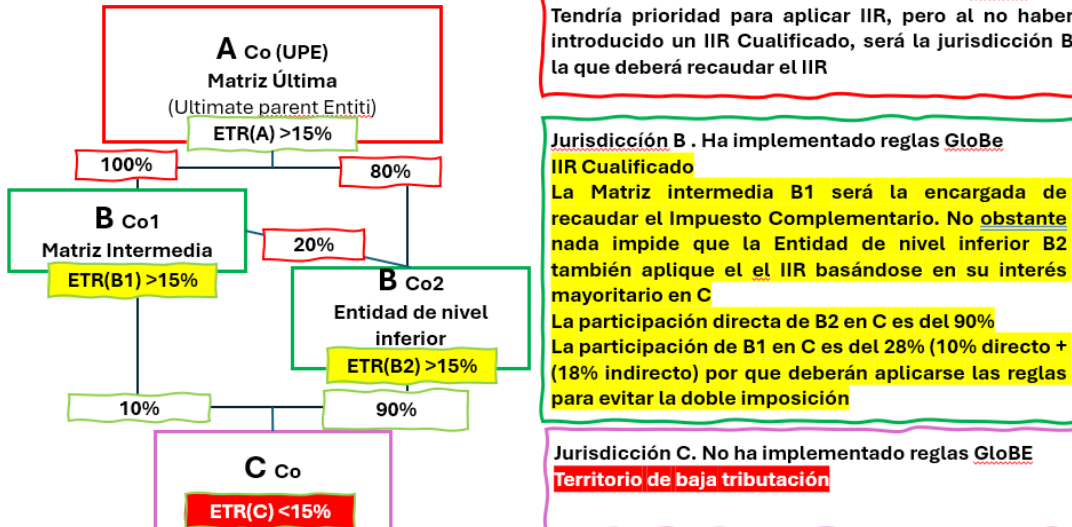 A Co (UPE)
Matriz Última
(Ultimate parent Entiti)
ETR(A) >15%
100%
80%
B Co1
Matriz Intermedia
ETR(B1) >15%
20%
B Co2
Entidad de nivel
inferior
ETR(B2) >15%
10%
90%
C Co
ETR(C) <15%
Tendría prioridad para aplicar IIR, pero al no haber
introducido un IIR Cualificado, será la jurisdicción B
la que deberá recaudar el IIR
Jurisdiccíón B . Ha implementado reglas GloBe
IIR Cualificado
La Matriz intermedia B1 será la encargada de
recaudar el Impuesto Complementario. No obstante
nada impide que la Entidad de nivel inferior B2
también aplique el el IIR basándose en su interés
mayoritario en C
La participación directa de B2 en C es del 90%
La participación de B1 en C es del 28% (10% directo +
(18% indirecto) por que deberán aplicarse las reglas
para evitar la doble imposición
Jurisdicción C. No ha implementado reglas GloBE
Territorio de baja tributación